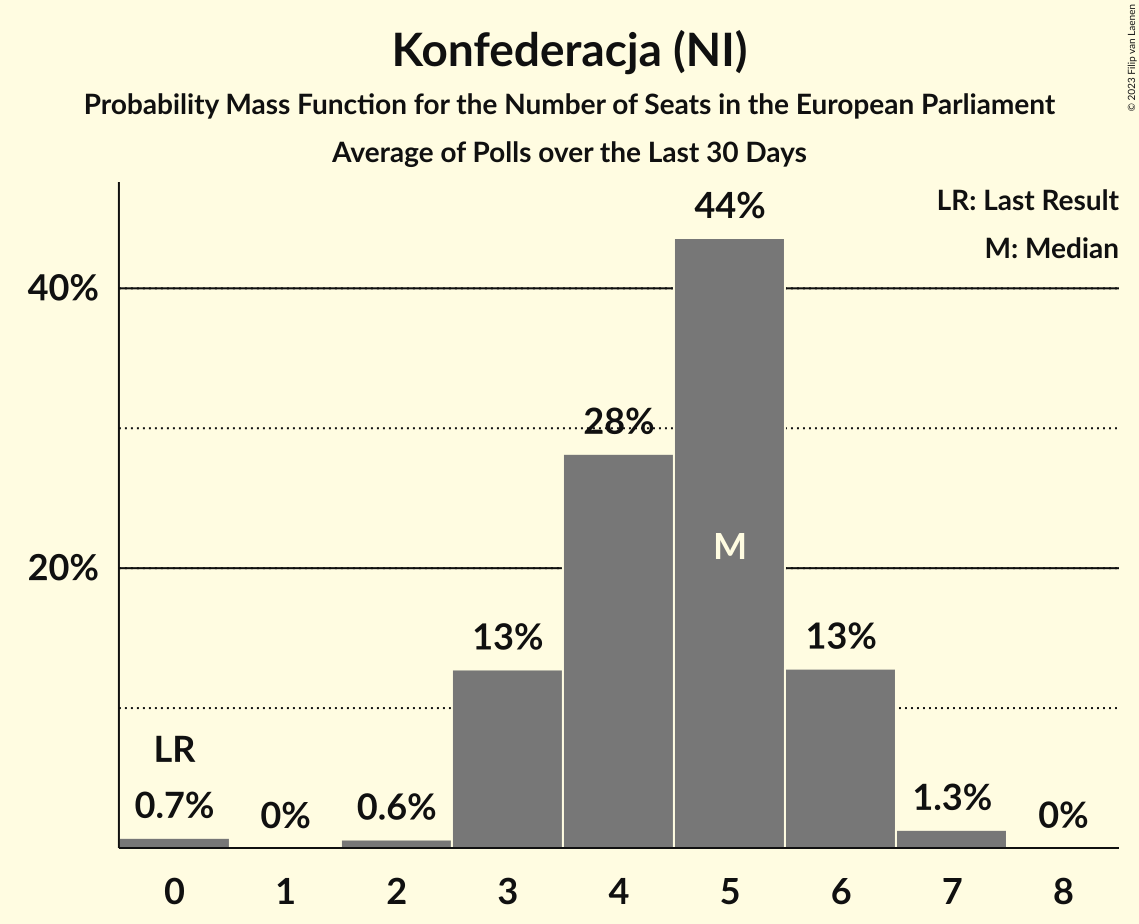 Konfederacja (NI)
Probability Mass Function for the Number of Seats in the European Parliament
Average of Polls over the Last 30 Days
© 2023 Filip van Laenen
LR: Last Result
M: Median
44%
40%
28%
M
20%
13%
13%
LR
0.7%
0%
0.6%
1.3%
0%
0 1 2 3 4 5 6 7 8